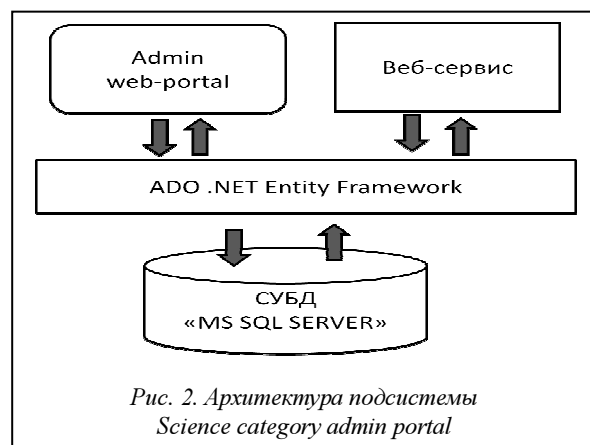 Admin
web-portal
Веб-сервис
ADO .NET Entity Framework
СУБД
«MS SQL SERVER»
Рис. 2. Архитектура подсистемы
Science category admin portal